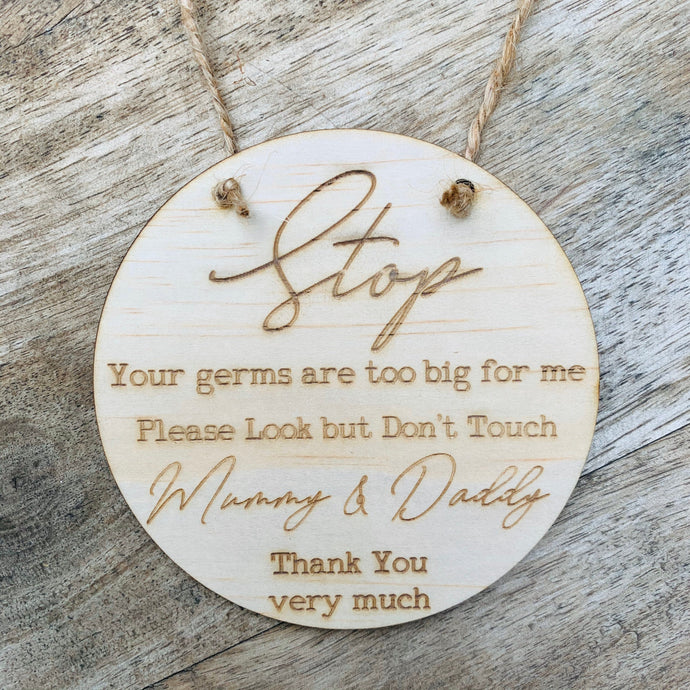 Stop
Your germs are too big for me
Please Look but Don't Touch
Mummy & Daddy
Thank You
very much